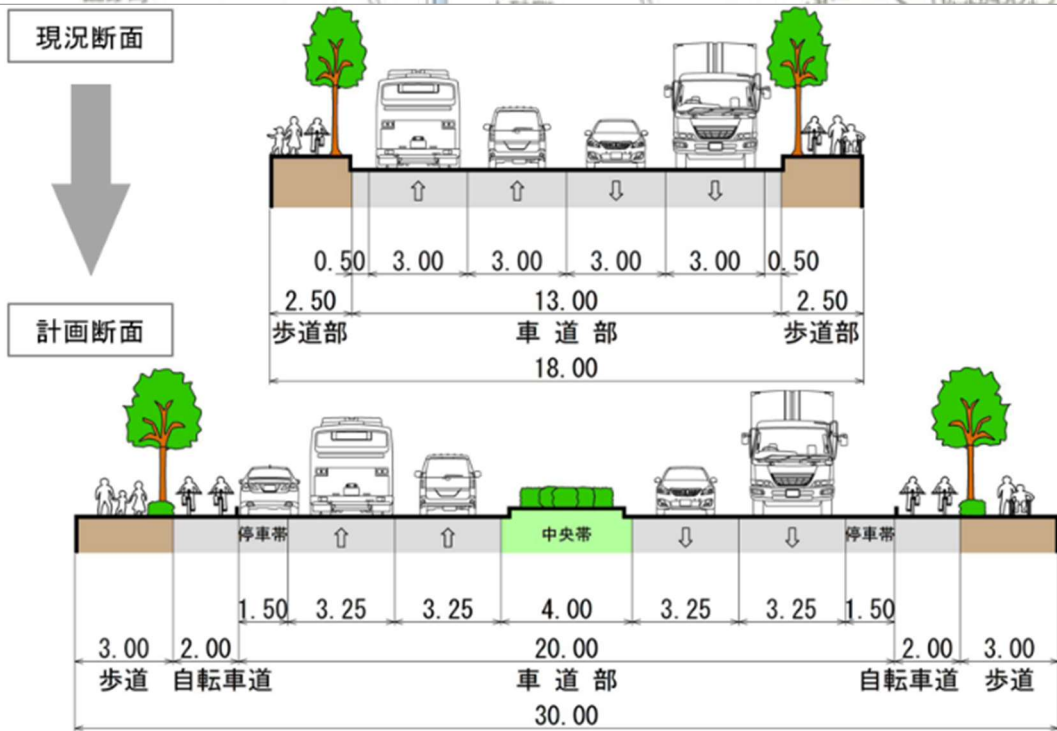 現況断面
⇧ ⇧ ⇩ ⇩
0.50 3.00 3.00 3.00 3.00 0.50
2.50 13.00 2.50
歩道部 車道部 歩道部
18.00
計画断面
停車帯 ⇧ ⇧ 中央帯 ⇩ ⇩ 停車帯
1.50 3.25 3.25 4.00 3.25 3.25 1.50
3.00 2.00 20.00 2.00 3.00
歩道 自転車道 車道部 自転車道 歩道
30.00